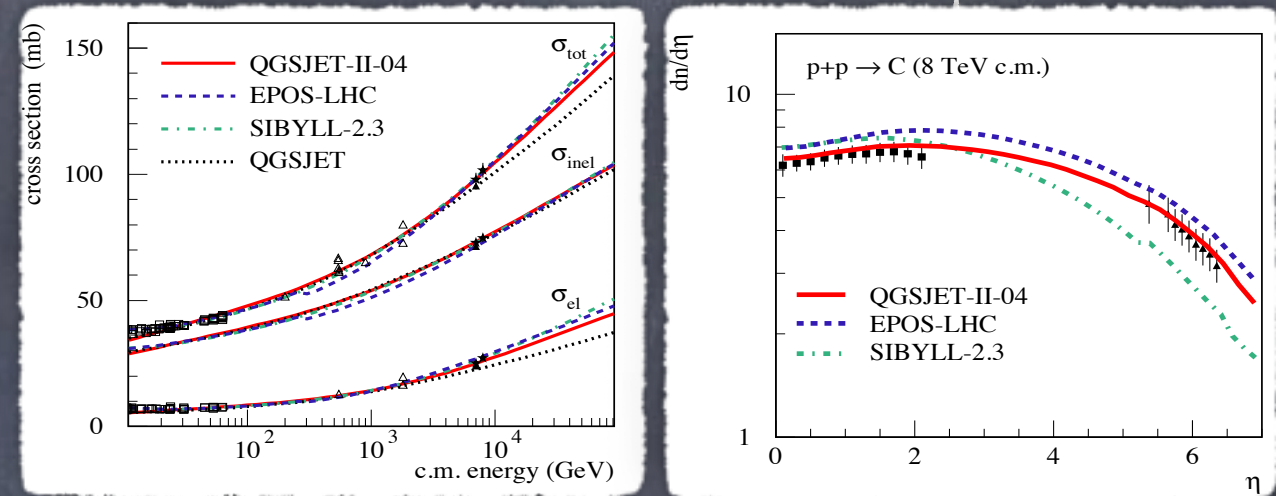 cross section (mb)
150
100
50
0
QGSJET-II-04
EPOS-LHC
SIBYLL-2.3
QGSJET
σtot
σinel
σel
10²
10³
10⁴
c.m. energy (GeV)
dn/dη
10
1
p+p → C (8 TeV c.m.)
QGSJET-II-04
EPOS-LHC
SIBYLL-2.3
0
2
4
6
η